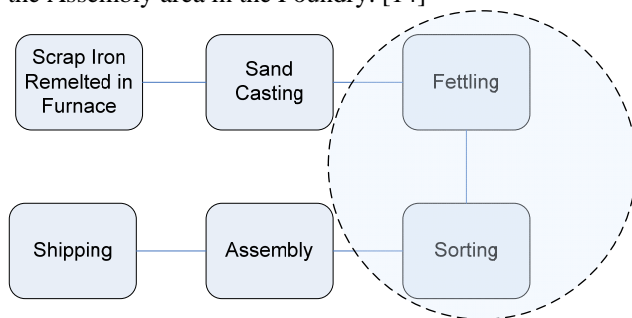 the Assembly area in the Foundry. [14]
Scrap Iron
Remelted in
Furnace
Sand
Casting
Fettling
Shipping
Assembly
Sorting